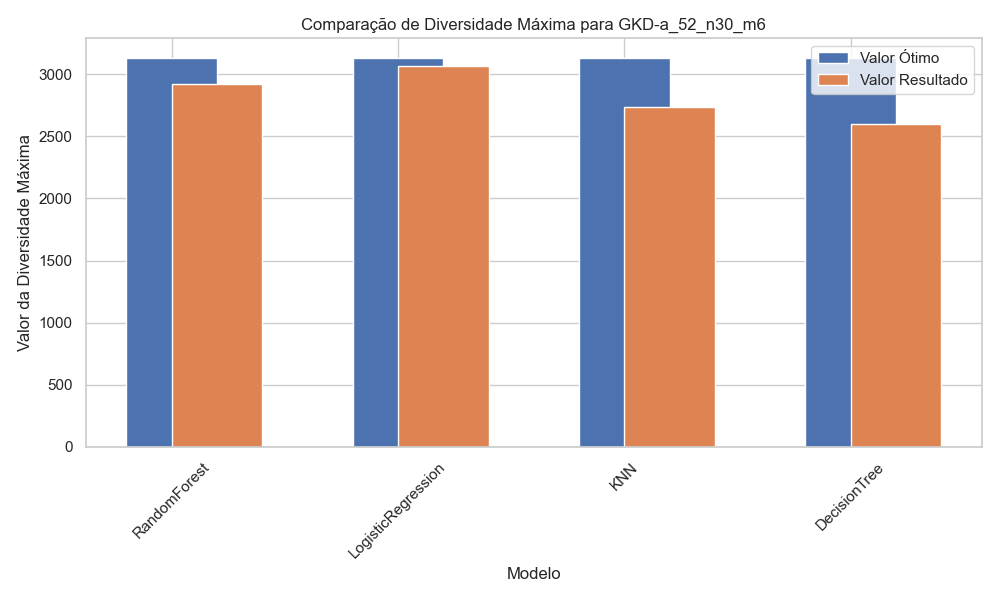 Comparação de Diversidade Máxima para GKD-a_52_n30_m6
Valor Ótimo
Valor Resultado
Valor da Diversidade Máxima
3000
2500
2000
1500
1000
500
0
RandomForest
LogisticRegression
KNN
DecisionTree
Modelo